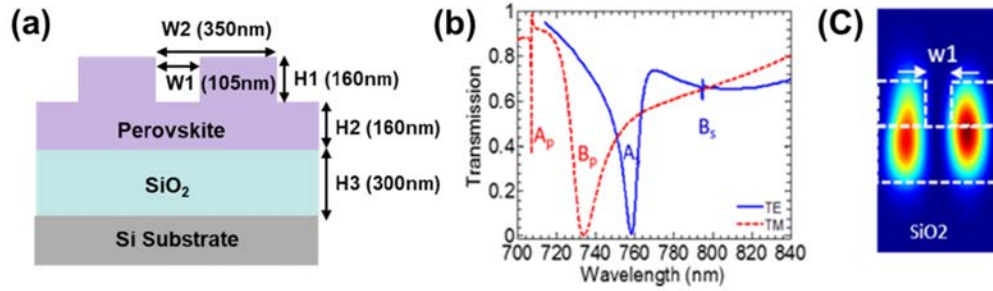 (a)
W2 (350nm)
W1 (105nm)
H1 (160nm)
Perovskite
H2 (160nm)
SiO₂
H3 (300nm)
Si Substrate
(b)
Transmission
1
0.8
0.6
0.4
0.2
0
Aₚ
Bₚ
A
Bₛ
TE
TM
700 720 740 760 780 800 820 840
Wavelength (nm)
(C)
w1
SiO2